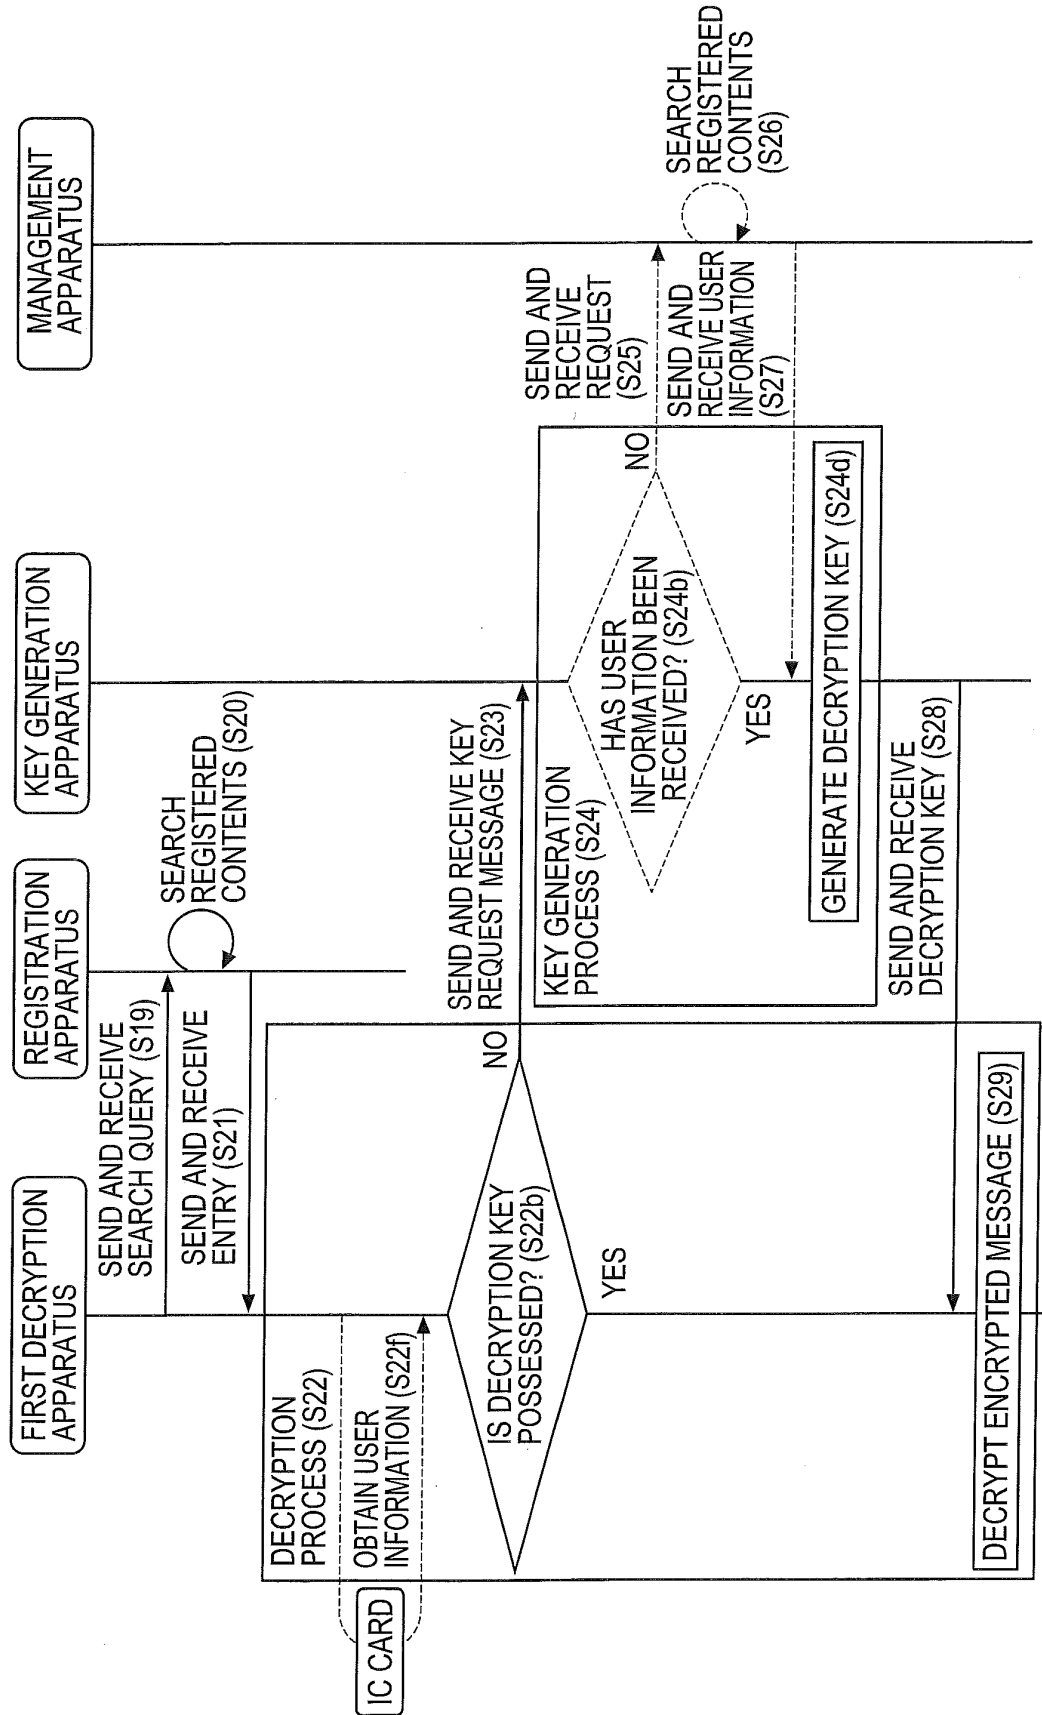 FIRST DECRYPTION
APPARATUS
REGISTRATION
APPARATUS
KEY GENERATION
APPARATUS
MANAGEMENT
APPARATUS
SEND AND RECEIVE
SEARCH QUERY (S19)
SEARCH
REGISTERED
CONTENTS (S20)
SEND AND RECEIVE
ENTRY (S21)
DECRYPTION
PROCESS (S22)
IC CARD
OBTAIN USER
INFORMATION (S22f)
IS DECRYPTION KEY
POSSESSED? (S22b)
NO
YES
SEND AND RECEIVE KEY
REQUEST MESSAGE (S23)
KEY GENERATION
PROCESS (S24)
HAS USER
INFORMATION BEEN
RECEIVED? (S24b)
NO
YES
SEND AND
RECEIVE
REQUEST
(S25)
SEARCH
REGISTERED
CONTENTS
(S26)
SEND AND
RECEIVE USER
INFORMATION
(S27)
GENERATE DECRYPTION KEY (S24d)
SEND AND RECEIVE
DECRYPTION KEY (S28)
DECRYPT ENCRYPTED MESSAGE (S29)